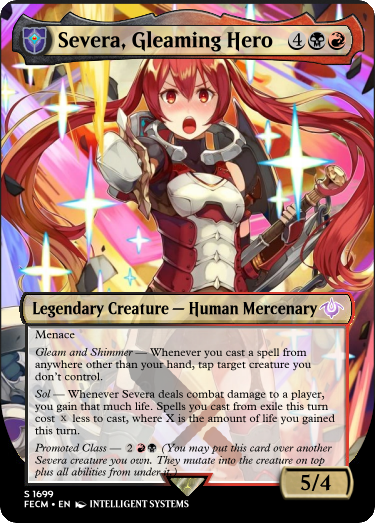 Severa, Gleaming Hero 4
Legendary Creature — Human Mercenary
Menace
Gleam and Shimmer — Whenever you cast a spell from
anywhere other than your hand, tap target creature you
don't control.
Sol — Whenever Severa deals combat damage to a player,
you gain that much life. Spells you cast from exile this turn
cost X less to cast, where X is the amount of life you gained
this turn.
Promoted Class — 2 (You may put this card over another
Severa creature you own. They mutate into the creature on top
plus all abilities from under it.)
5/4
S 1699
FECM • EN INTELLIGENT SYSTEMS